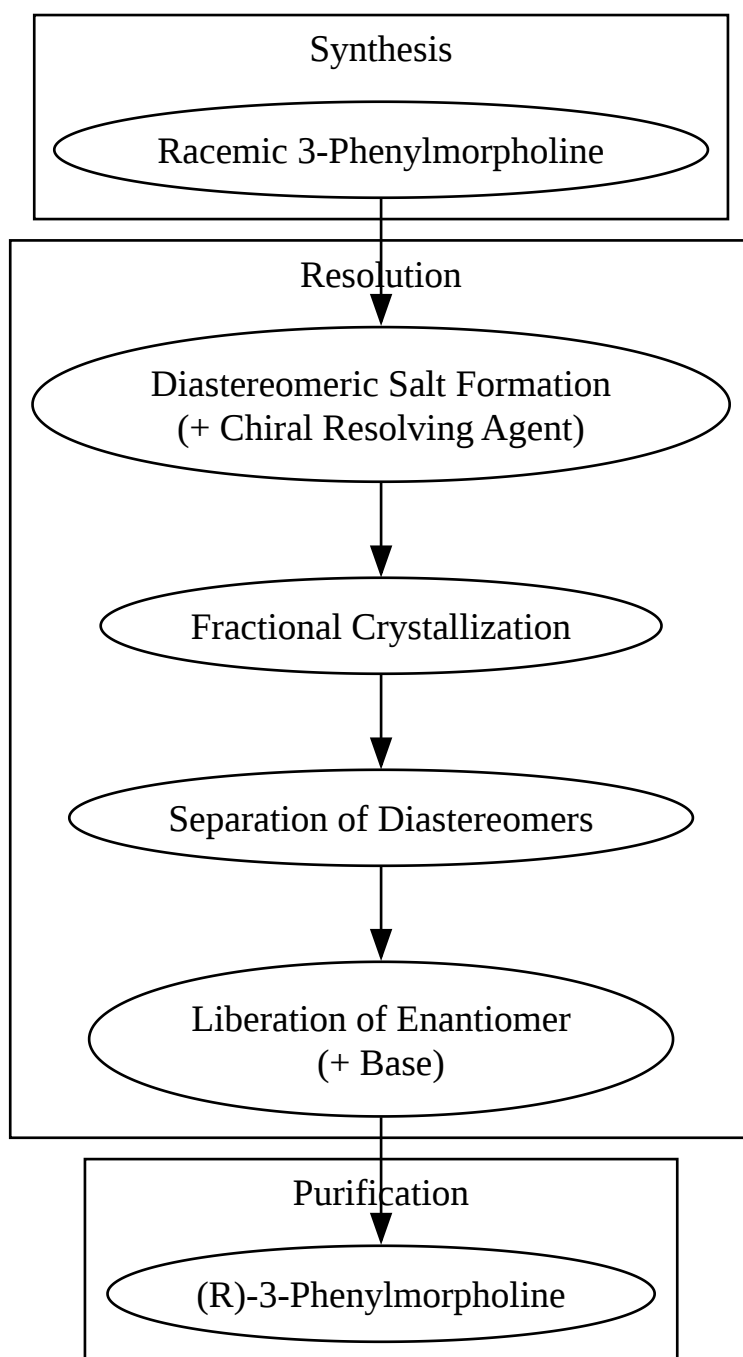 Synthesis
Racemic 3-Phenylmorpholine
Resolution
Diastereomeric Salt Formation
(+ Chiral Resolving Agent)
Fractional Crystallization
Separation of Diastereomers
Liberation of Enantiomer
(+ Base)
Purification
(R)-3-Phenylmorpholine